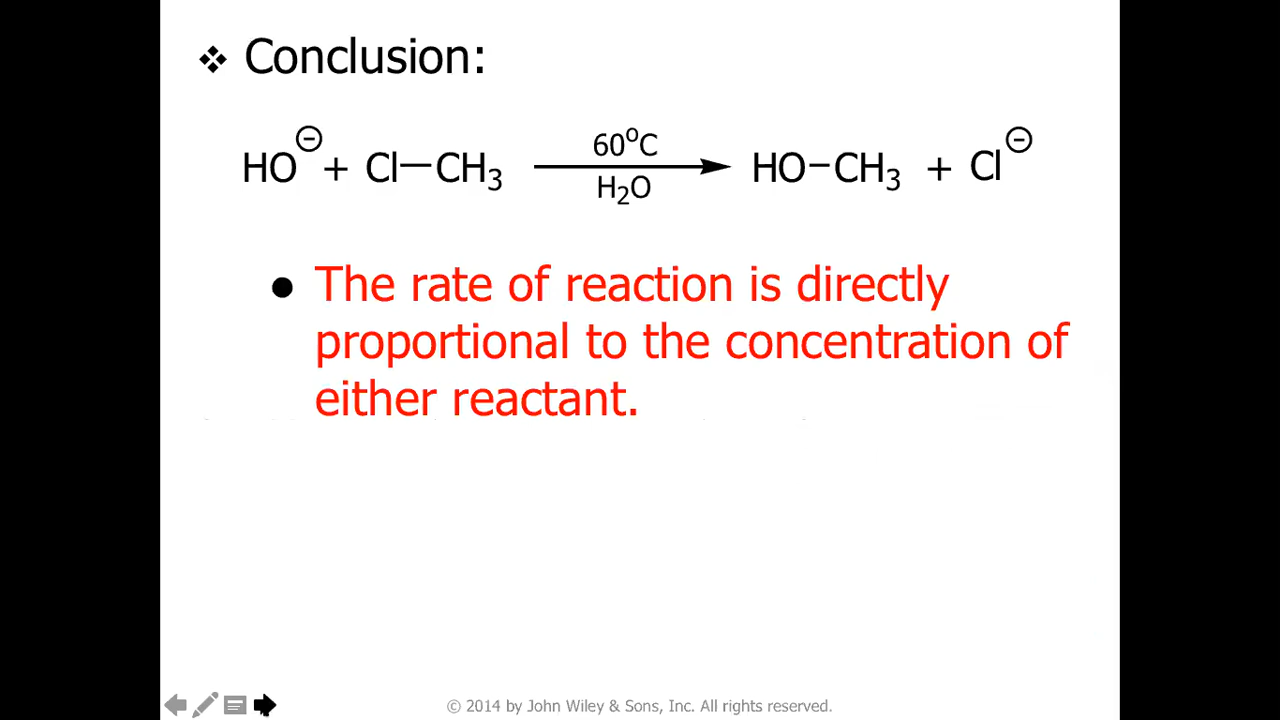 ❖ Conclusion:
HO⊖ + Cl—CH₃ 60°C H₂O HO—CH₃ + Cl⊖
● The rate of reaction is directly
proportional to the concentration of
either reactant.
© 2014 by John Wiley & Sons, Inc. All rights reserved.